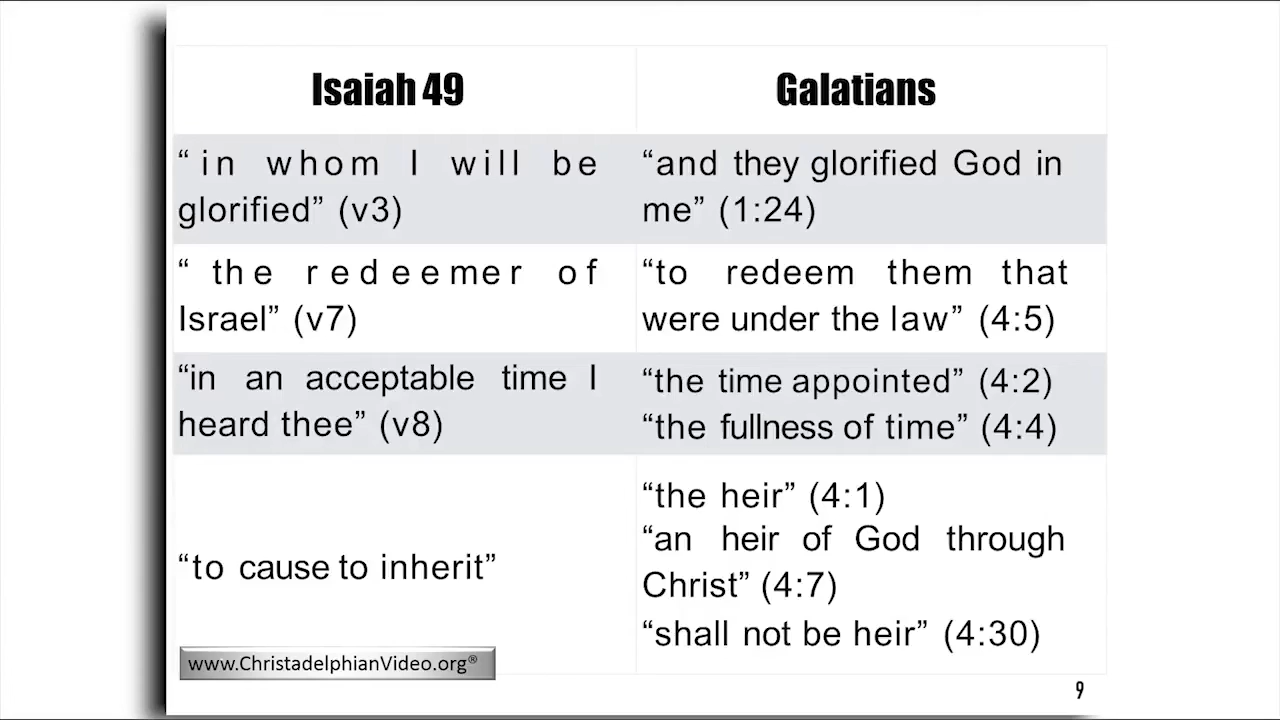 Isaiah 49 Galatians
“in whom I will be
glorified” (v3)
“and they glorified God in
me” (1:24)
“ the redeemer of
Israel” (v7)
“to redeem them that
were under the law” (4:5)
“in an acceptable time I
heard thee” (v8)
“the time appointed” (4:2)
“the fullness of time” (4:4)
“to cause to inherit”
“the heir” (4:1)
“an heir of God through
Christ” (4:7)
“shall not be heir” (4:30)
www.ChristadelphianVideo.org®
9